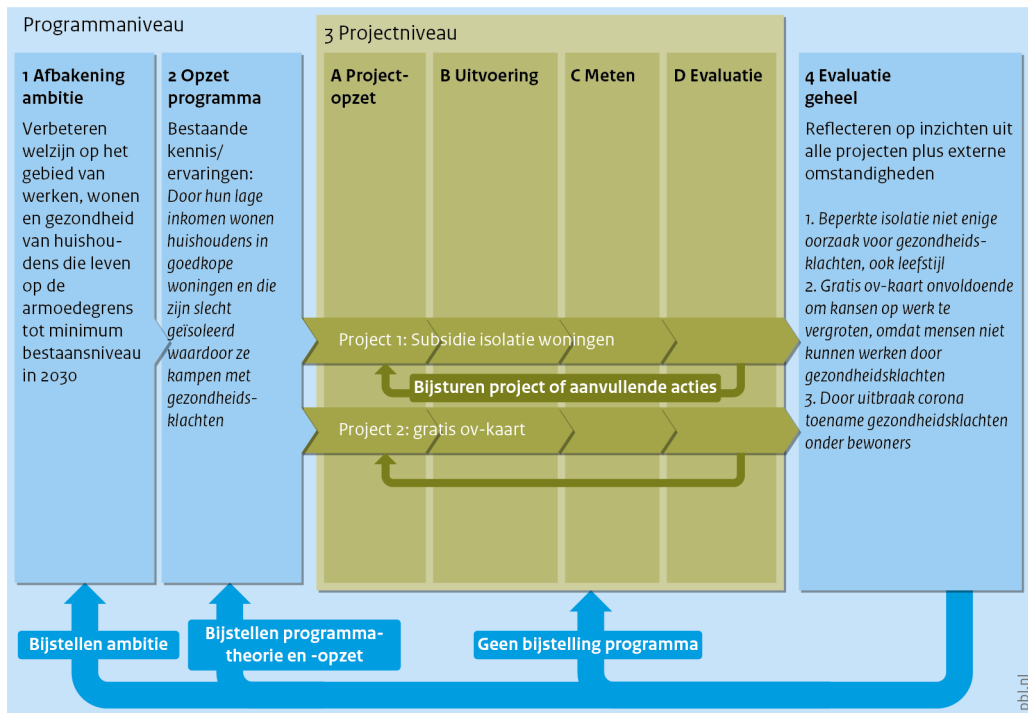 Programmaniveau
1 Afbakening
ambitie
Verbeteren
welzijn op het
gebied van
werken, wonen
en gezondheid
van huishou-
dens die leven
op de
armoedegrens
tot minimum
bestaansniveau
in 2030
2 Opzet
programma
Bestaande
kennis/
ervaringen:
Door hun lage
inkomen wonen
huishoudens in
goedkope
woningen en die
zijn slecht
geïsoleerd
waardoor ze
kampen met
gezondheids-
klachten
3 Projectniveau
A Project-
opzet
B Uitvoering
C Meten
D Evaluatie
Project 1: Subsidie isolatie woningen
Bijsturen project of aanvullende acties
Project 2: gratis ov-kaart
4 Evaluatie
geheel
Reflecteren op inzichten uit
alle projecten plus externe
omstandigheden
1. Beperkte isolatie niet enige
oorzaak voor gezondheids-
klachten, ook leefstijl
2. Gratis ov-kaart onvoldoende
om kansen op werk te
vergroten, omdat mensen niet
kunnen werken door
gezondheidsklachten
3. Door uitbraak corona
toename gezondheidsklachten
onder bewoners
Bijstellen ambitie
Bijstellen programma-
theorie en -opzet
Geen bijstelling programma
pbl.nl